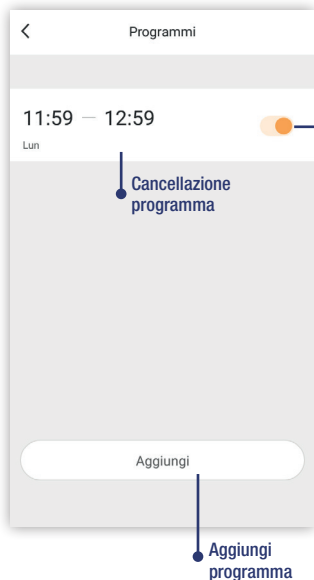 Programmi
11:59 — 12:59
Lun
Cancellazione
programma
Aggiungi
Aggiungi
programma